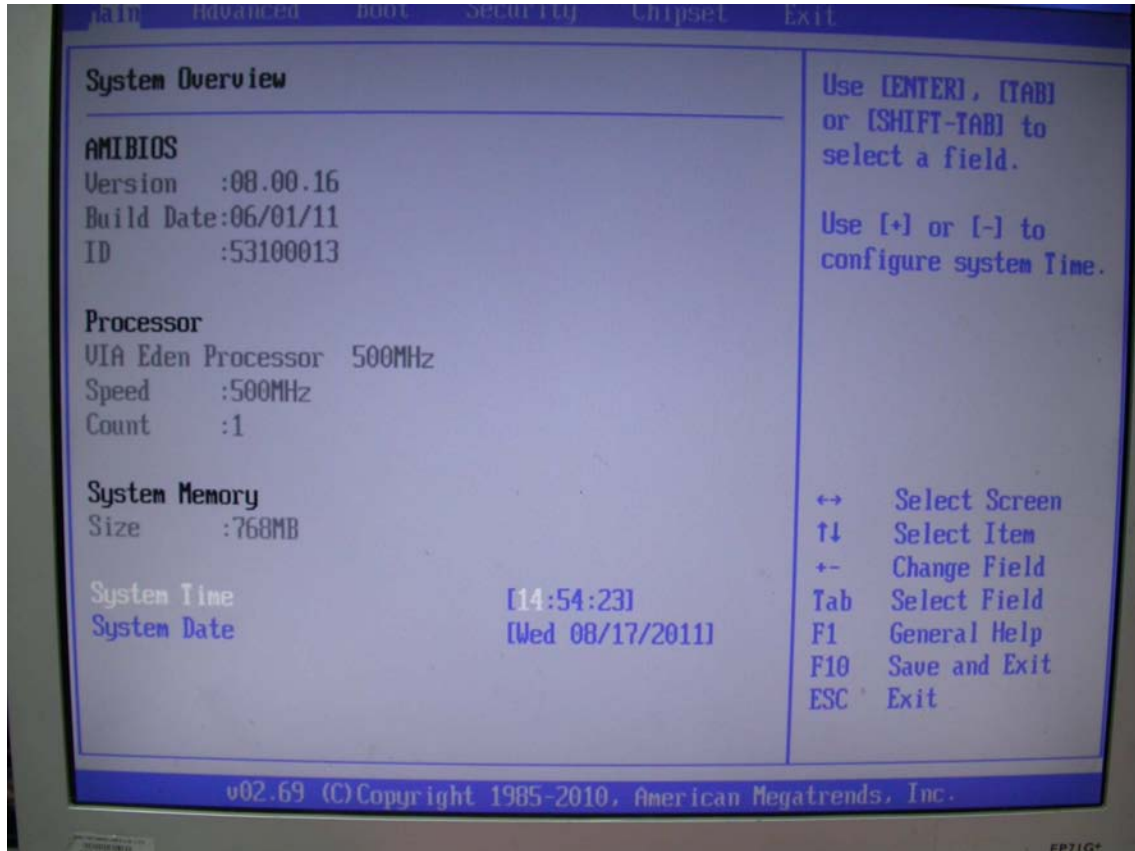 Main Advanced Boot Security Chipset Exit
System Overview
AMIBIOS
Version :08.00.16
Build Date:06/01/11
ID :53100013
Processor
VIA Eden Processor 500MHz
Speed :500MHz
Count :1
System Memory
Size :768MB
System Time [14:54:23]
System Date [Wed 08/17/2011]
Use [ENTER], [TAB]
or [SHIFT-TAB] to
select a field.
Use [+] or [-] to
configure system Time.
←→ Select Screen
↑↓ Select Item
+- Change Field
Tab Select Field
F1 General Help
F10 Save and Exit
ESC Exit
v02.69 (C)Copyright 1985-2010, American Megatrends, Inc.